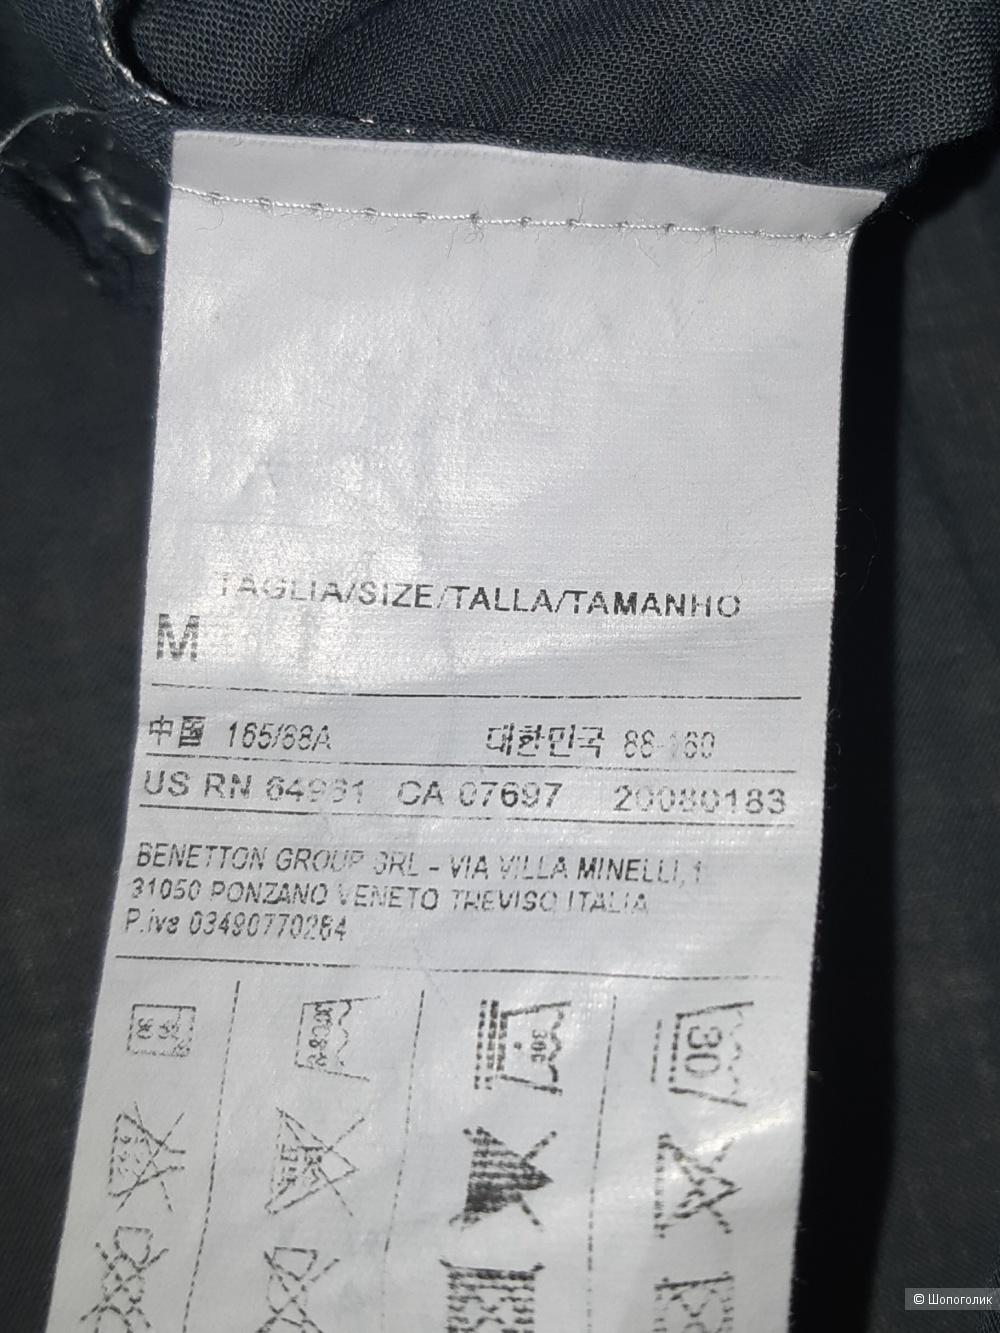 TAGLIA/SIZE/TALLA/TAMANHO
M
中国 165/88A 대한민국 88-160
US RN 64931 CA 07697 20080183
BENETTON GROUP SRL - VIA VILLA MINELLI, 1
31050 PONZANO VENETO TREVISO ITALIA
P.iva 03490770264
30
© Шопоголик